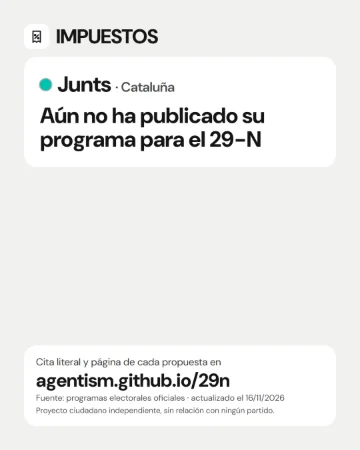 IMPUESTOS
Junts · Cataluña
Aún no ha publicado su
programa para el 29-N
Cita literal y página de cada propuesta en
agentism.github.io/29n
Fuente: programas electorales oficiales · actualizado el 16/11/2026
Proyecto ciudadano independiente, sin relación con ningún partido.